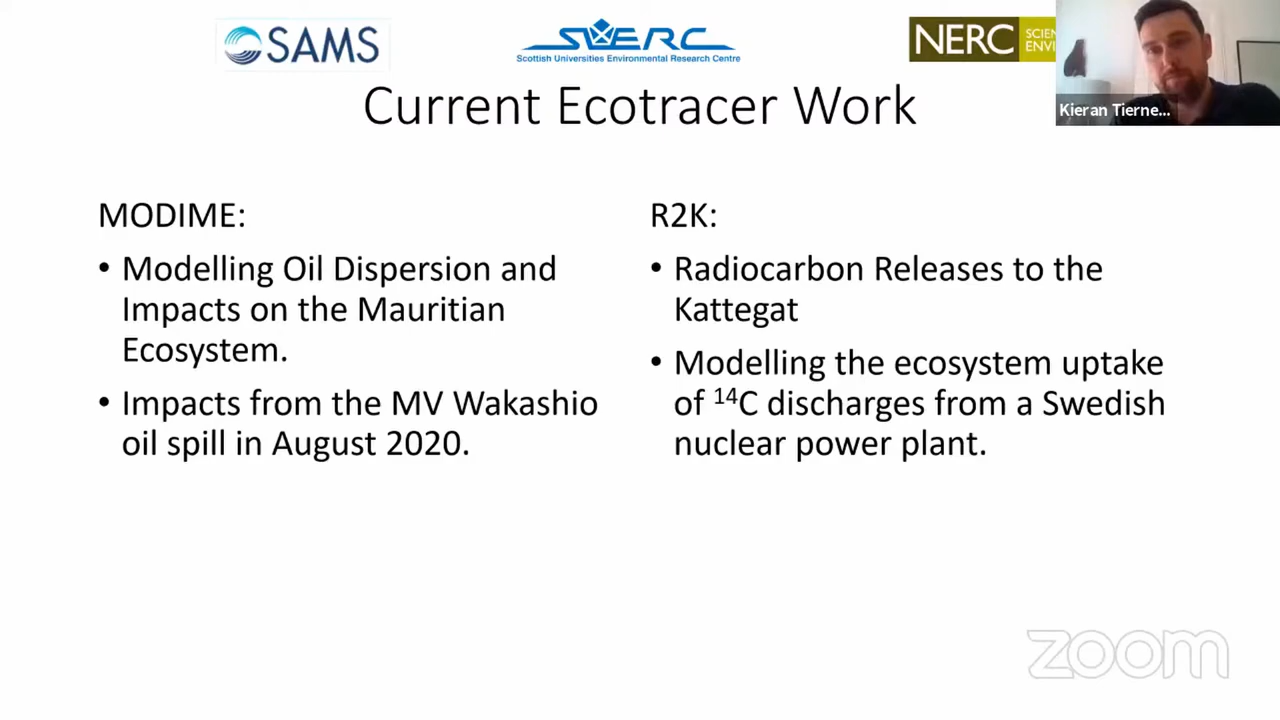 SAMS
SUERC
Scottish Universities Environmental Research Centre
NERC
SCIEN
ENVI
Kieran Tierne...
Current Ecotracer Work
MODIME:
• Modelling Oil Dispersion and
Impacts on the Mauritian
Ecosystem.
• Impacts from the MV Wakashio
oil spill in August 2020.
R2K:
• Radiocarbon Releases to the
Kattegat
• Modelling the ecosystem uptake
of ¹⁴C discharges from a Swedish
nuclear power plant.
zoom